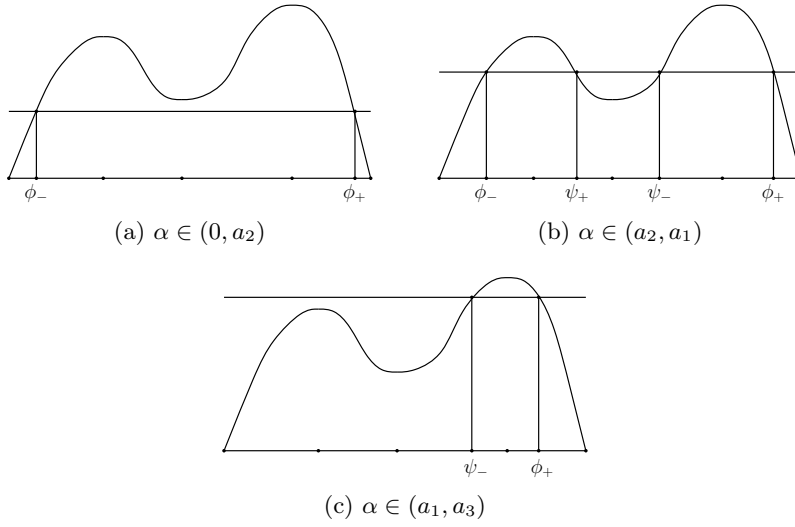 ϕ₋ ϕ₊
(a) α ∈ (0, a₂)
ϕ₋ ψ₊ ψ₋ ϕ₊
(b) α ∈ (a₂, a₁)
ψ₋ ϕ₊
(c) α ∈ (a₁, a₃)